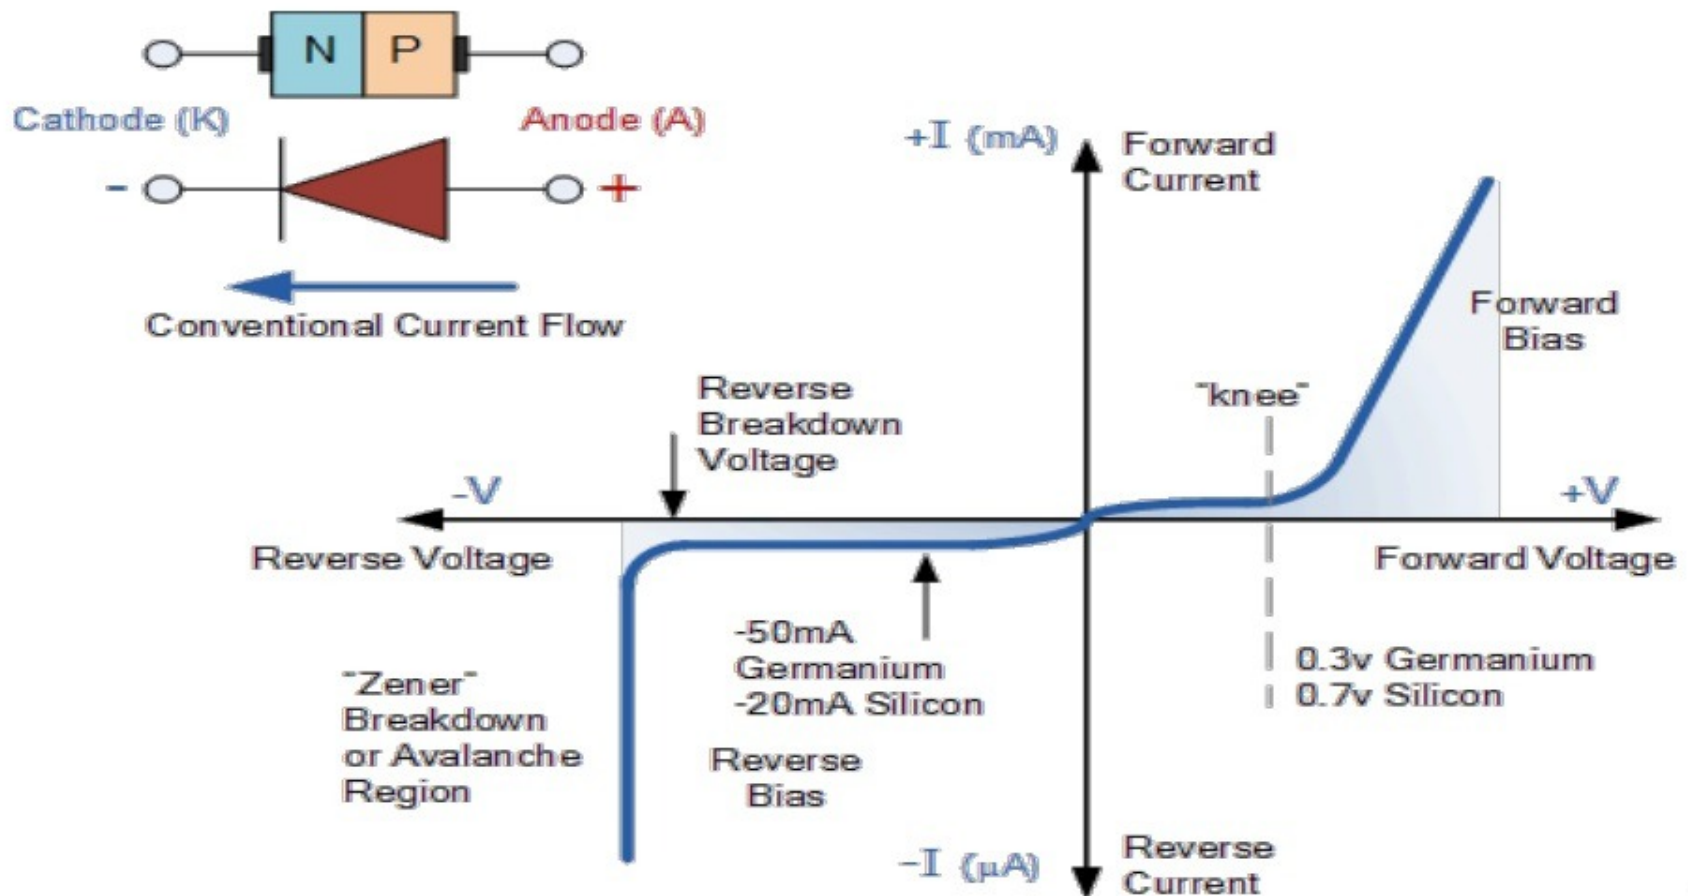 N P
Cathode (K)
Anode (A)
- +
Conventional Current Flow
+I (mA)
Forward
Current
Forward
Bias
"knee"
Reverse
Breakdown
Voltage
-V
+V
Reverse Voltage
Forward Voltage
-50mA
Germanium
-20mA Silicon
0.3v Germanium
0.7v Silicon
"Zener"
Breakdown
or Avalanche
Region
Reverse
Bias
-I (µA)
Reverse
Current